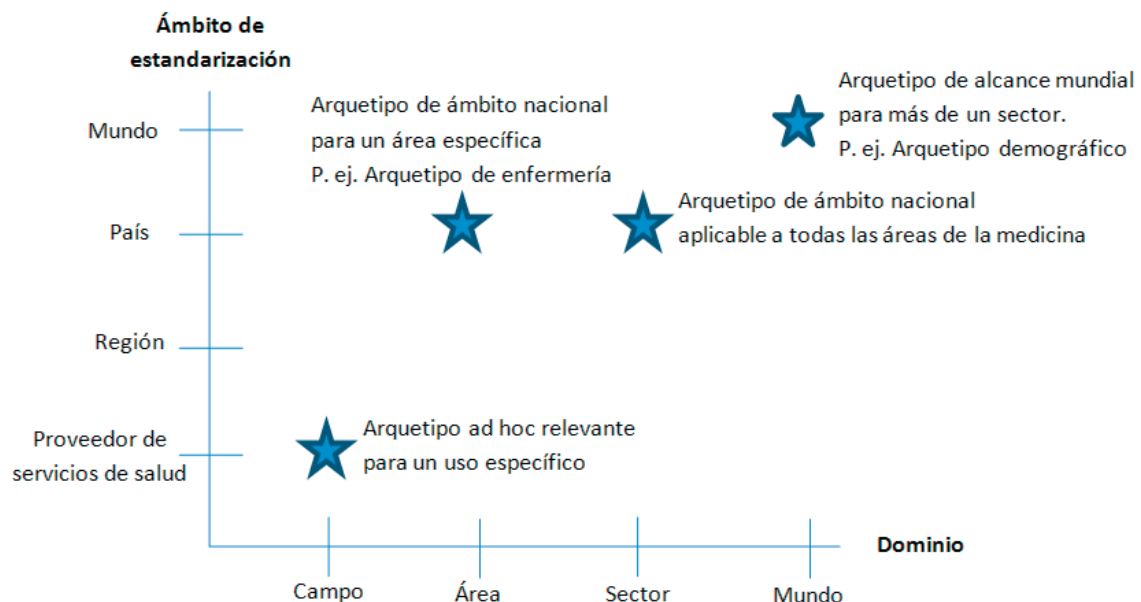 Ámbito de
estandarización
Mundo
País
Región
Proveedor de
servicios de salud
Arquetipo de ámbito nacional
para un área específica
P. ej. Arquetipo de enfermería
Arquetipo de alcance mundial
para más de un sector.
P. ej. Arquetipo demográfico
Arquetipo de ámbito nacional
aplicable a todas las áreas de la medicina
Arquetipo ad hoc relevante
para un uso específico
Dominio
Campo
Área
Sector
Mundo